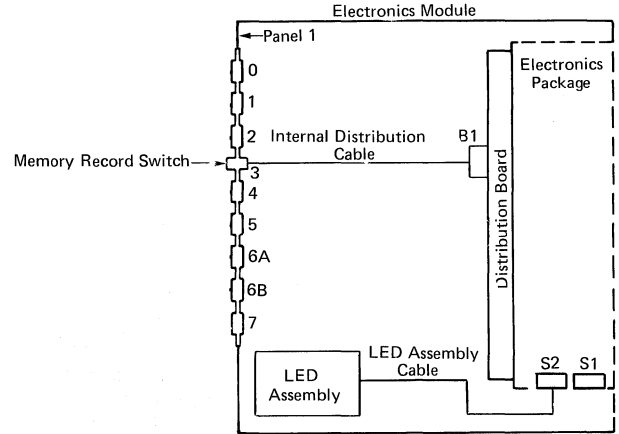 Electronics Module
Panel 1
0
1
2
3
4
5
6A
6B
7
Memory Record Switch
Internal Distribution
Cable
B1
Distribution Board
Electronics
Package
LED Assembly
Cable
LED
Assembly
S2
S1